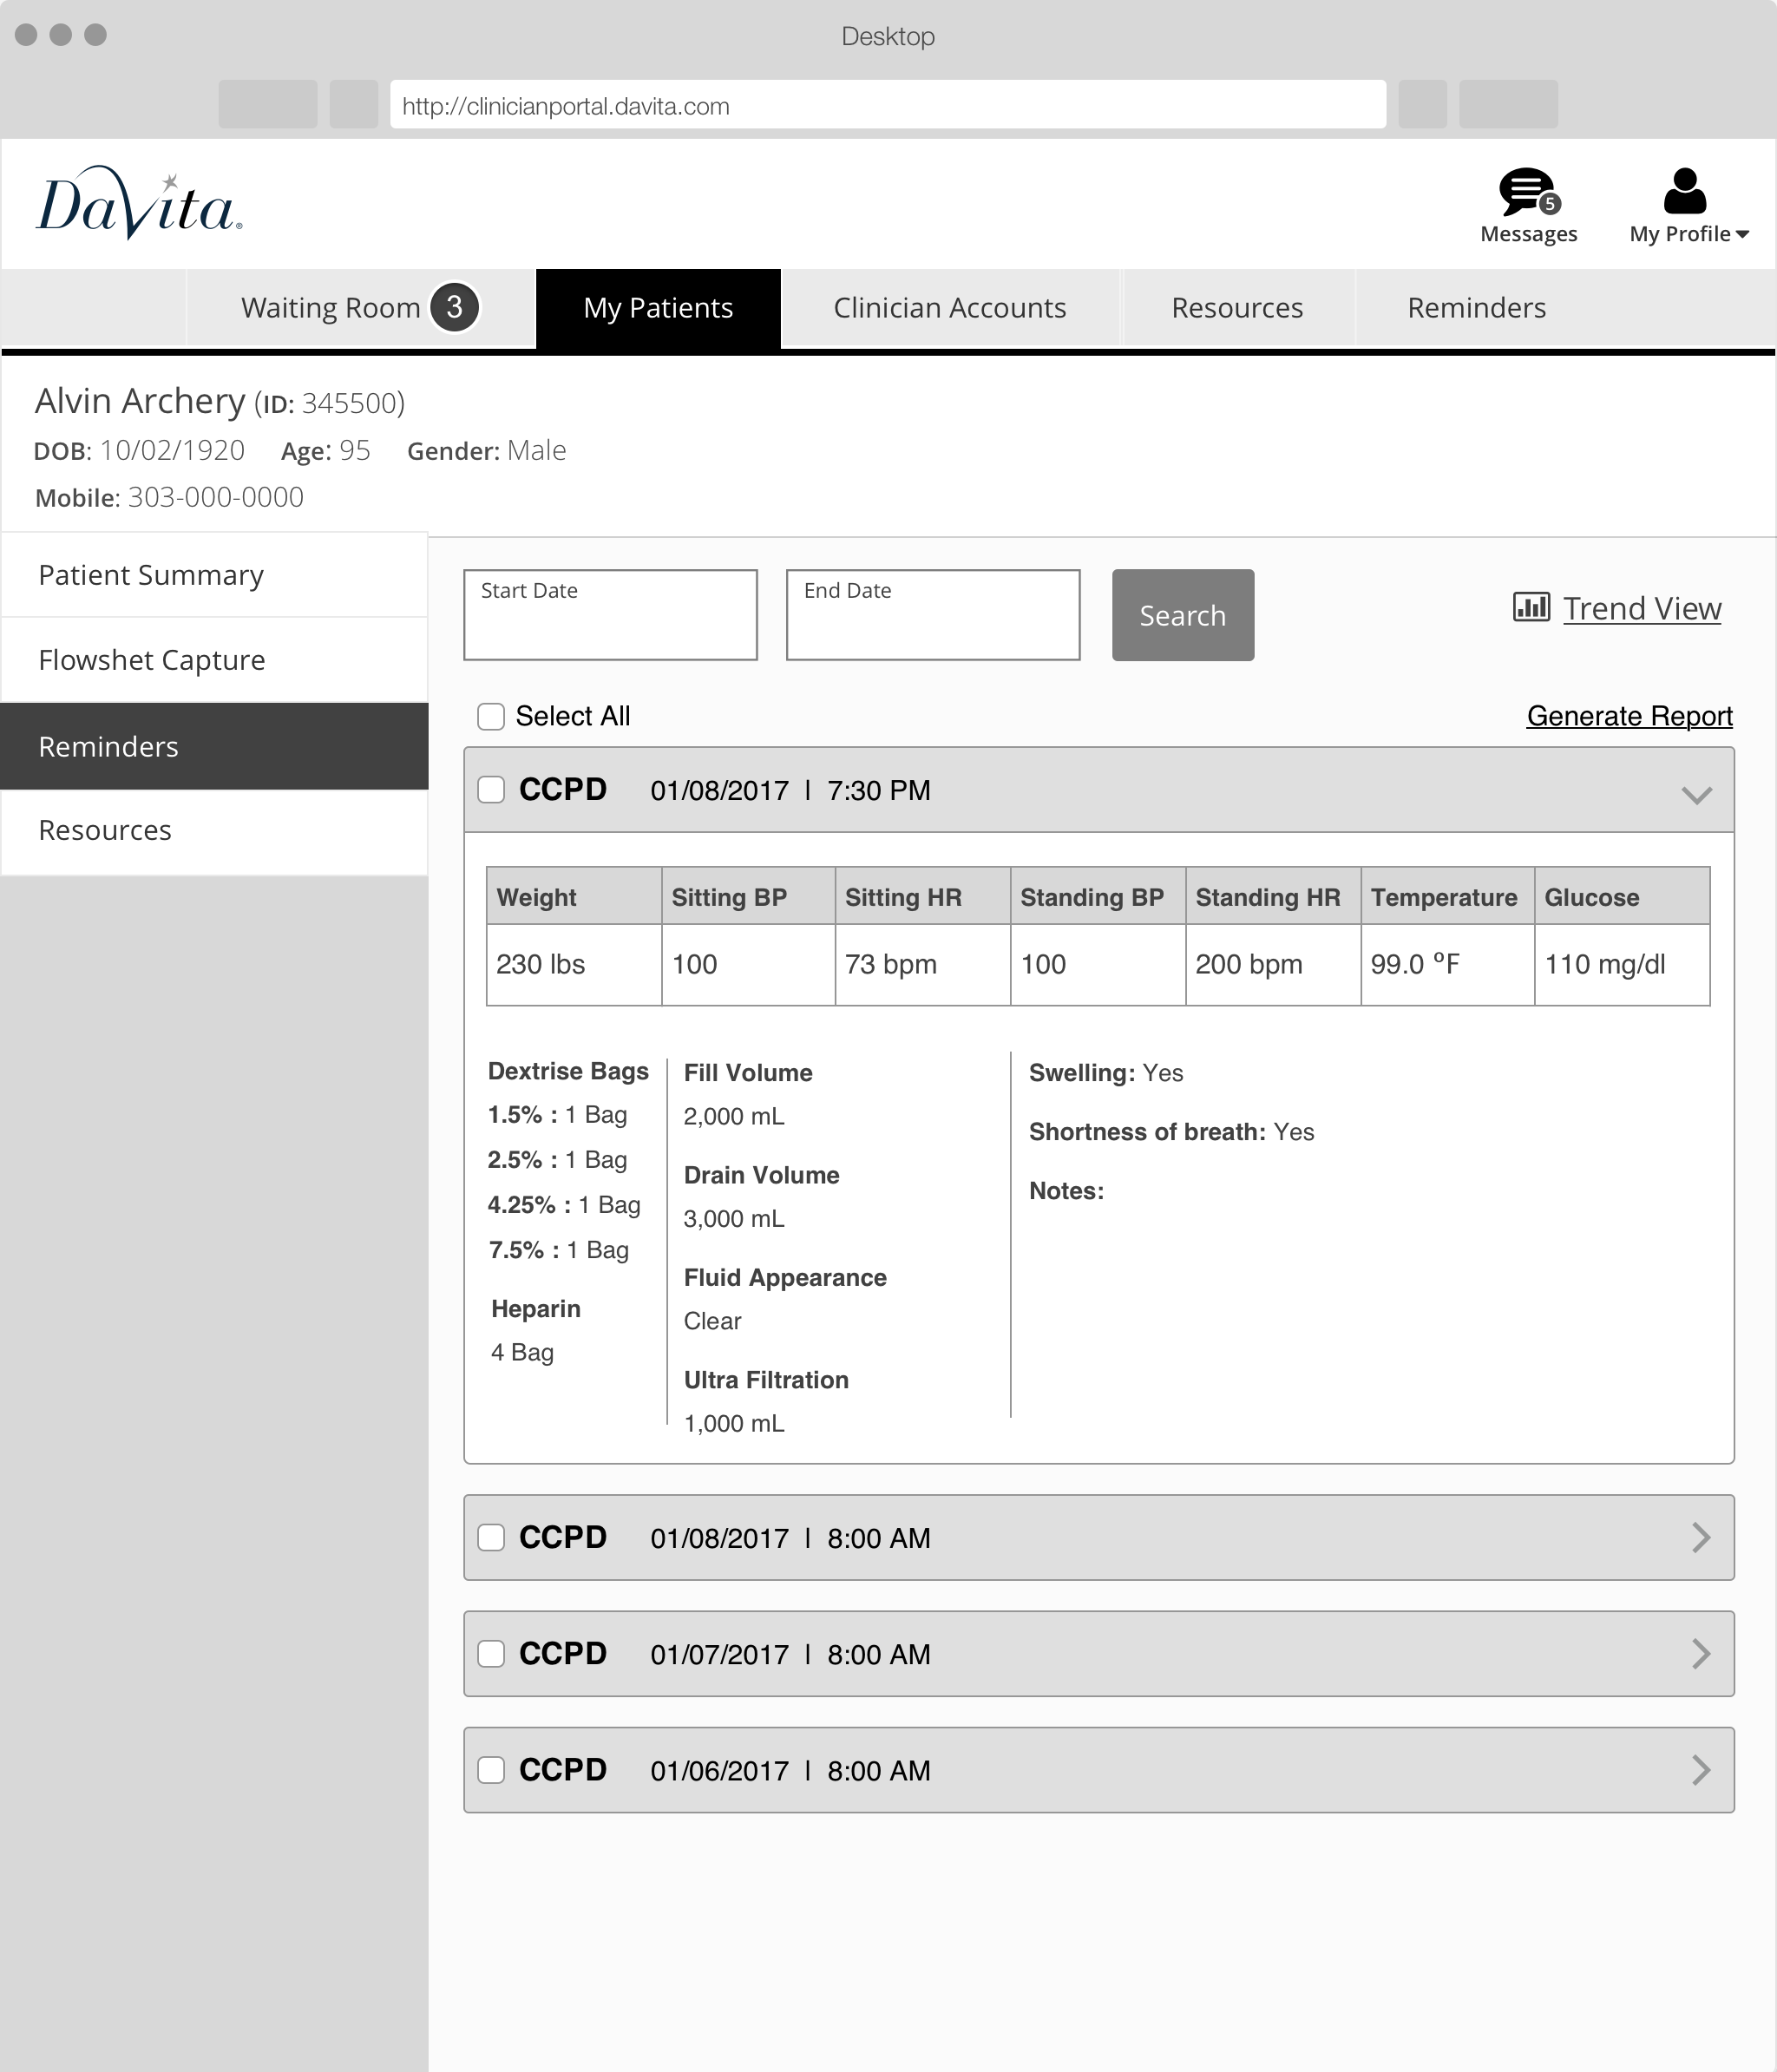 Desktop
http://clinicianportal.davita.com
DaVita®
5
Messages
My Profile
Waiting Room 3
My Patients
Clinician Accounts
Resources
Reminders
Alvin Archery (ID: 345500)
DOB: 10/02/1920 Age: 95 Gender: Male
Mobile: 303-000-0000
Patient Summary
Flowshet Capture
Reminders
Resources
Start Date
End Date
Search
Trend View
Select All
Generate Report
CCPD 01/08/2017 | 7:30 PM
Weight Sitting BP Sitting HR Standing BP Standing HR Temperature Glucose
230 lbs 100 73 bpm 100 200 bpm 99.0 ºF 110 mg/dl
Dextrise Bags
1.5% : 1 Bag
2.5% : 1 Bag
4.25% : 1 Bag
7.5% : 1 Bag
Heparin
4 Bag
Fill Volume
2,000 mL
Drain Volume
3,000 mL
Fluid Appearance
Clear
Ultra Filtration
1,000 mL
Swelling: Yes
Shortness of breath: Yes
Notes:
CCPD 01/08/2017 | 8:00 AM
CCPD 01/07/2017 | 8:00 AM
CCPD 01/06/2017 | 8:00 AM